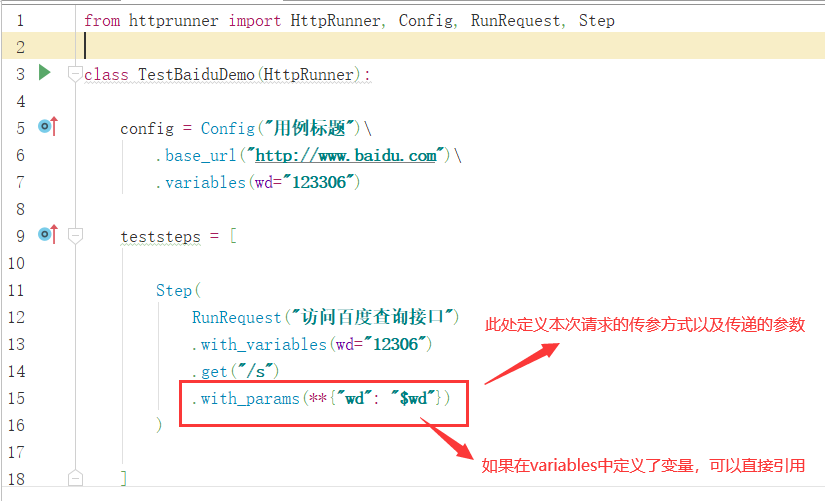 1 from httprunner import HttpRunner, Config, RunRequest, Step
2
3 class TestBaiduDemo(HttpRunner):
4
5 config = Config("用例标题")\
6 .base_url("http://www.baidu.com")\
7 .variables(wd="123306")
8
9 teststeps = [
10
11 Step(
12 RunRequest("访问百度查询接口")
此处定义本次请求的传参方式以及传递的参数
13 .with_variables(wd="12306")
14 .get("/s")
15 .with_params(**{"wd": "$wd"})
16 )
17
如果在variables中定义了变量，可以直接引用
18 ]